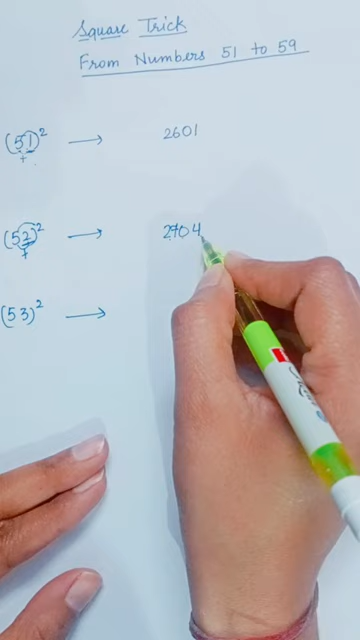 Square Trick
From Numbers 51 to 59
(51)² → 2601
+
(52)² → 2704
+
(53)² →